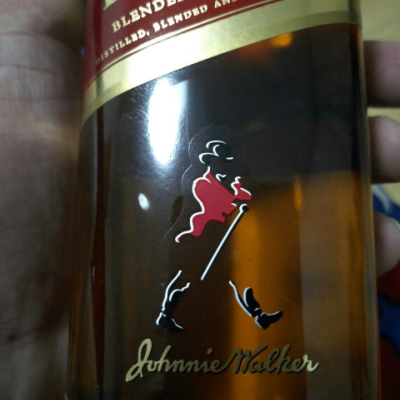 BLENDED
DISTILLED, BLENDED AND
Johnnie Walker